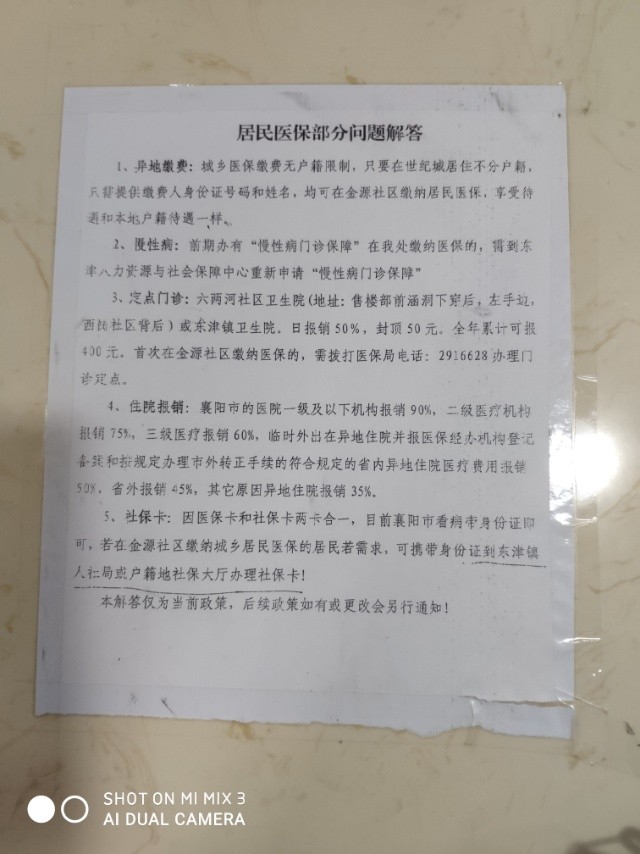 居民医保部分问题解答
1、异地缴费：城乡医保缴费无户籍限制，只要在世纪城居住不分户籍，
只需提供缴费人身份证号码和姓名，均可在金源社区缴纳居民医保，享受待
遇和本地户籍待遇一样。
2、慢性病：前期办有“慢性病门诊保障”在我处缴纳医保的，需到东
津人力资源与社会保障中心重新申请“慢性病门诊保障”
3、定点门诊：六两河社区卫生院（地址：售楼部前涵洞下穿后，左手边，
西岗社区背后）或东津镇卫生院。日报销50%，封顶50元。全年累计可报
400元。首次在金源社区缴纳医保的，需拨打医保局电话：2916628办理门
诊定点。
4、住院报销：襄阳市的医院一级及以下机构报销90%，二级医疗机构
报销75%，三级医疗报销60%，临时外出在异地住院并报医保经办机构登记
备案和按规定办理市外转正手续的符合规定的省内异地住院医疗费用报销
50%，省外报销45%，其它原因异地住院报销35%。
5、社保卡：因医保卡和社保卡两卡合一，目前襄阳市看病带身份证即
可，若在金源社区缴纳城乡居民医保的居民若需求，可携带身份证到东津镇
人社局或户籍地社保大厅办理社保卡！
本解答仅为当前政策，后续政策如有或更改会另行通知！
SHOT ON MI MIX 3
AI DUAL CAMERA